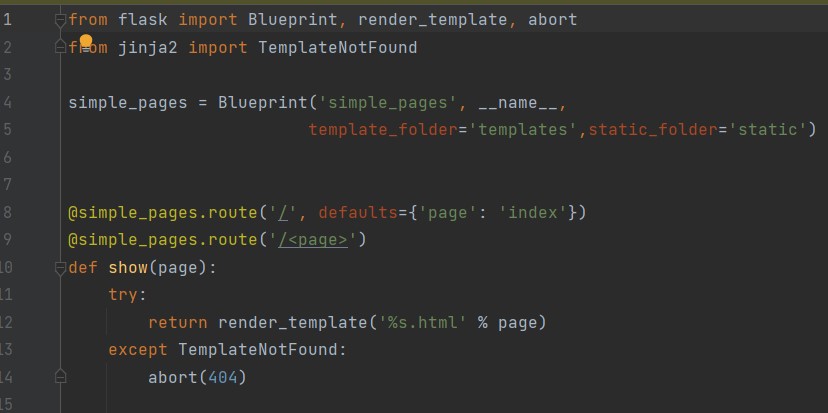 1 from flask import Blueprint, render_template, abort
2 from jinja2 import TemplateNotFound
3
4 simple_pages = Blueprint('simple_pages', __name__,
5                         template_folder='templates',static_folder='static')
6
7
8 @simple_pages.route('/', defaults={'page': 'index'})
9 @simple_pages.route('/<page>')
10 def show(page):
11     try:
12         return render_template('%s.html' % page)
13     except TemplateNotFound:
14         abort(404)
15